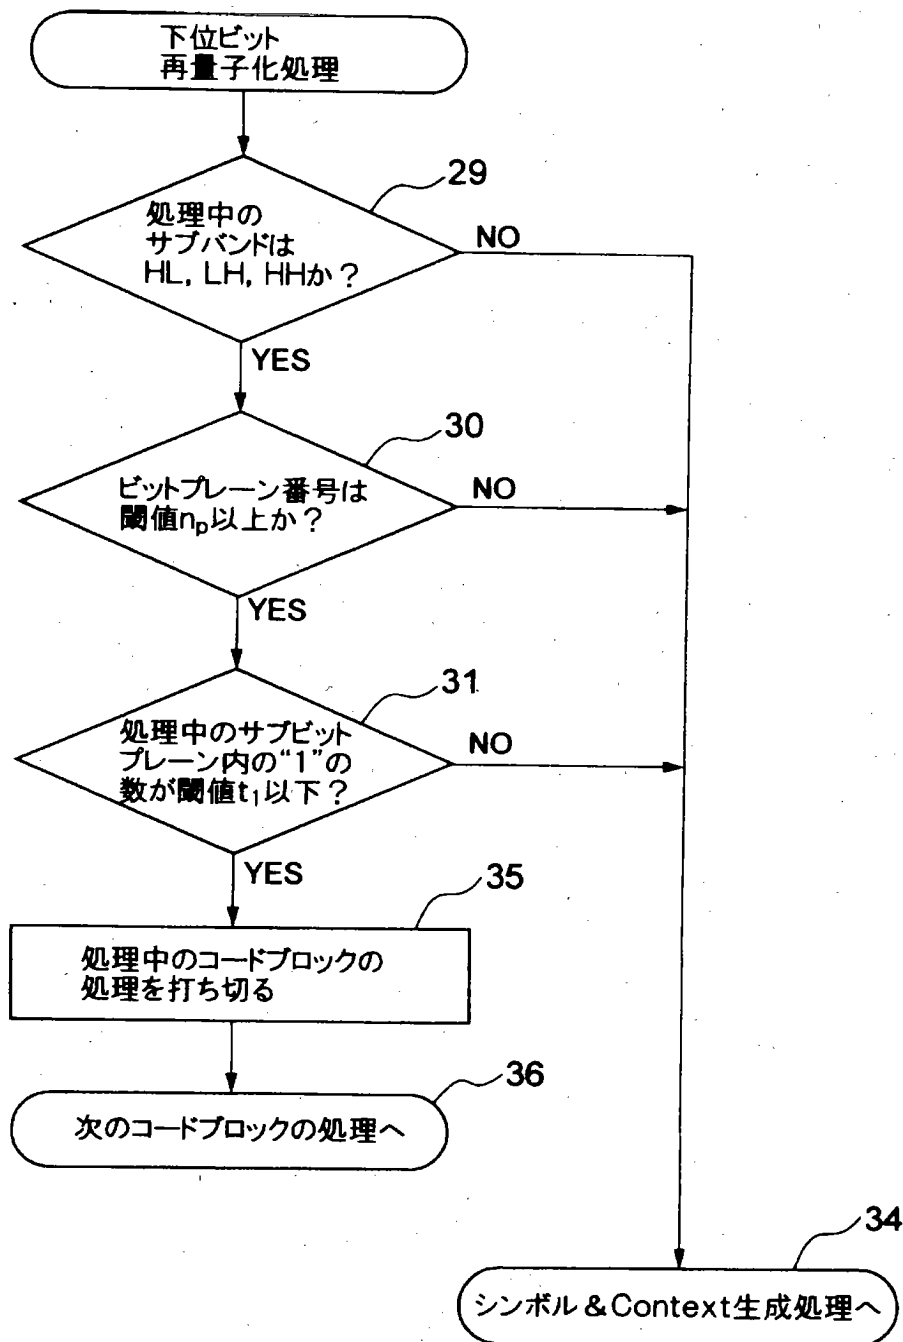 下位ビット
再量子化処理
29
処理中の
サブバンドは
HL, LH, HHか？
NO
YES
30
ビットプレーン番号は
閾値np以上か？
NO
YES
31
処理中のサブビット
プレーン内の“1”の
数が閾値t1以下？
NO
YES
35
処理中のコードブロックの
処理を打ち切る
36
次のコードブロックの処理へ
34
シンボル＆Context生成処理へ